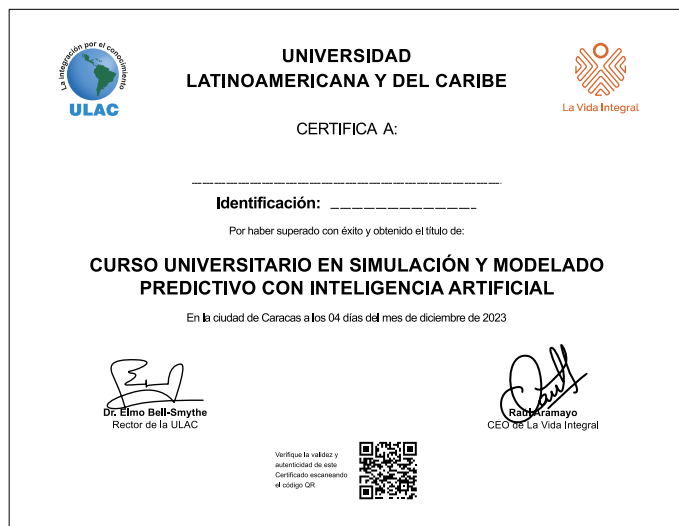 La integración por el conocimiento
ULAC
UNIVERSIDAD
LATINOAMERICANA Y DEL CARIBE
La Vida Integral
CERTIFICA A:
Identificación:
Por haber superado con éxito y obtenido el título de:
CURSO UNIVERSITARIO EN SIMULACIÓN Y MODELADO
PREDICTIVO CON INTELIGENCIA ARTIFICIAL
En la ciudad de Caracas a los 04 días del mes de diciembre de 2023
Dr. Elmo Bell-Smythe
Rector de la ULAC
Raúl Aramayo
CEO de La Vida Integral
Verifique la validez y
autenticidad de este
Certificado escaneando
el código QR